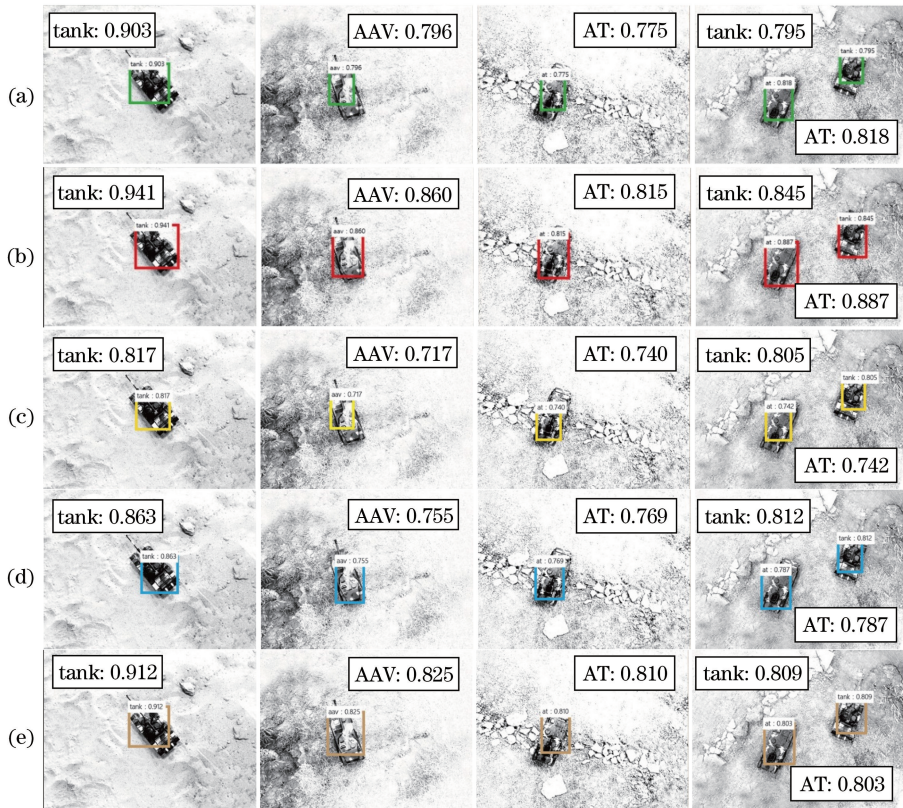 tank: 0.903
AAV: 0.796
AT: 0.775
tank: 0.795
tank : 0.903
aav : 0.796
at : 0.775
tank : 0.795
at : 0.818
(a)
AT: 0.818
tank: 0.941
AAV: 0.860
AT: 0.815
tank: 0.845
tank : 0.941
aav : 0.860
at : 0.815
tank : 0.845
at : 0.887
(b)
AT: 0.887
tank: 0.817
AAV: 0.717
AT: 0.740
tank: 0.805
tank : 0.817
aav : 0.717
at : 0.740
tank : 0.805
at : 0.742
(c)
AT: 0.742
tank: 0.863
AAV: 0.755
AT: 0.769
tank: 0.812
tank : 0.863
aav : 0.755
at : 0.769
tank : 0.812
at : 0.787
(d)
AT: 0.787
tank: 0.912
AAV: 0.825
AT: 0.810
tank: 0.809
tank : 0.912
aav : 0.825
at : 0.810
tank : 0.809
at : 0.803
(e)
AT: 0.803